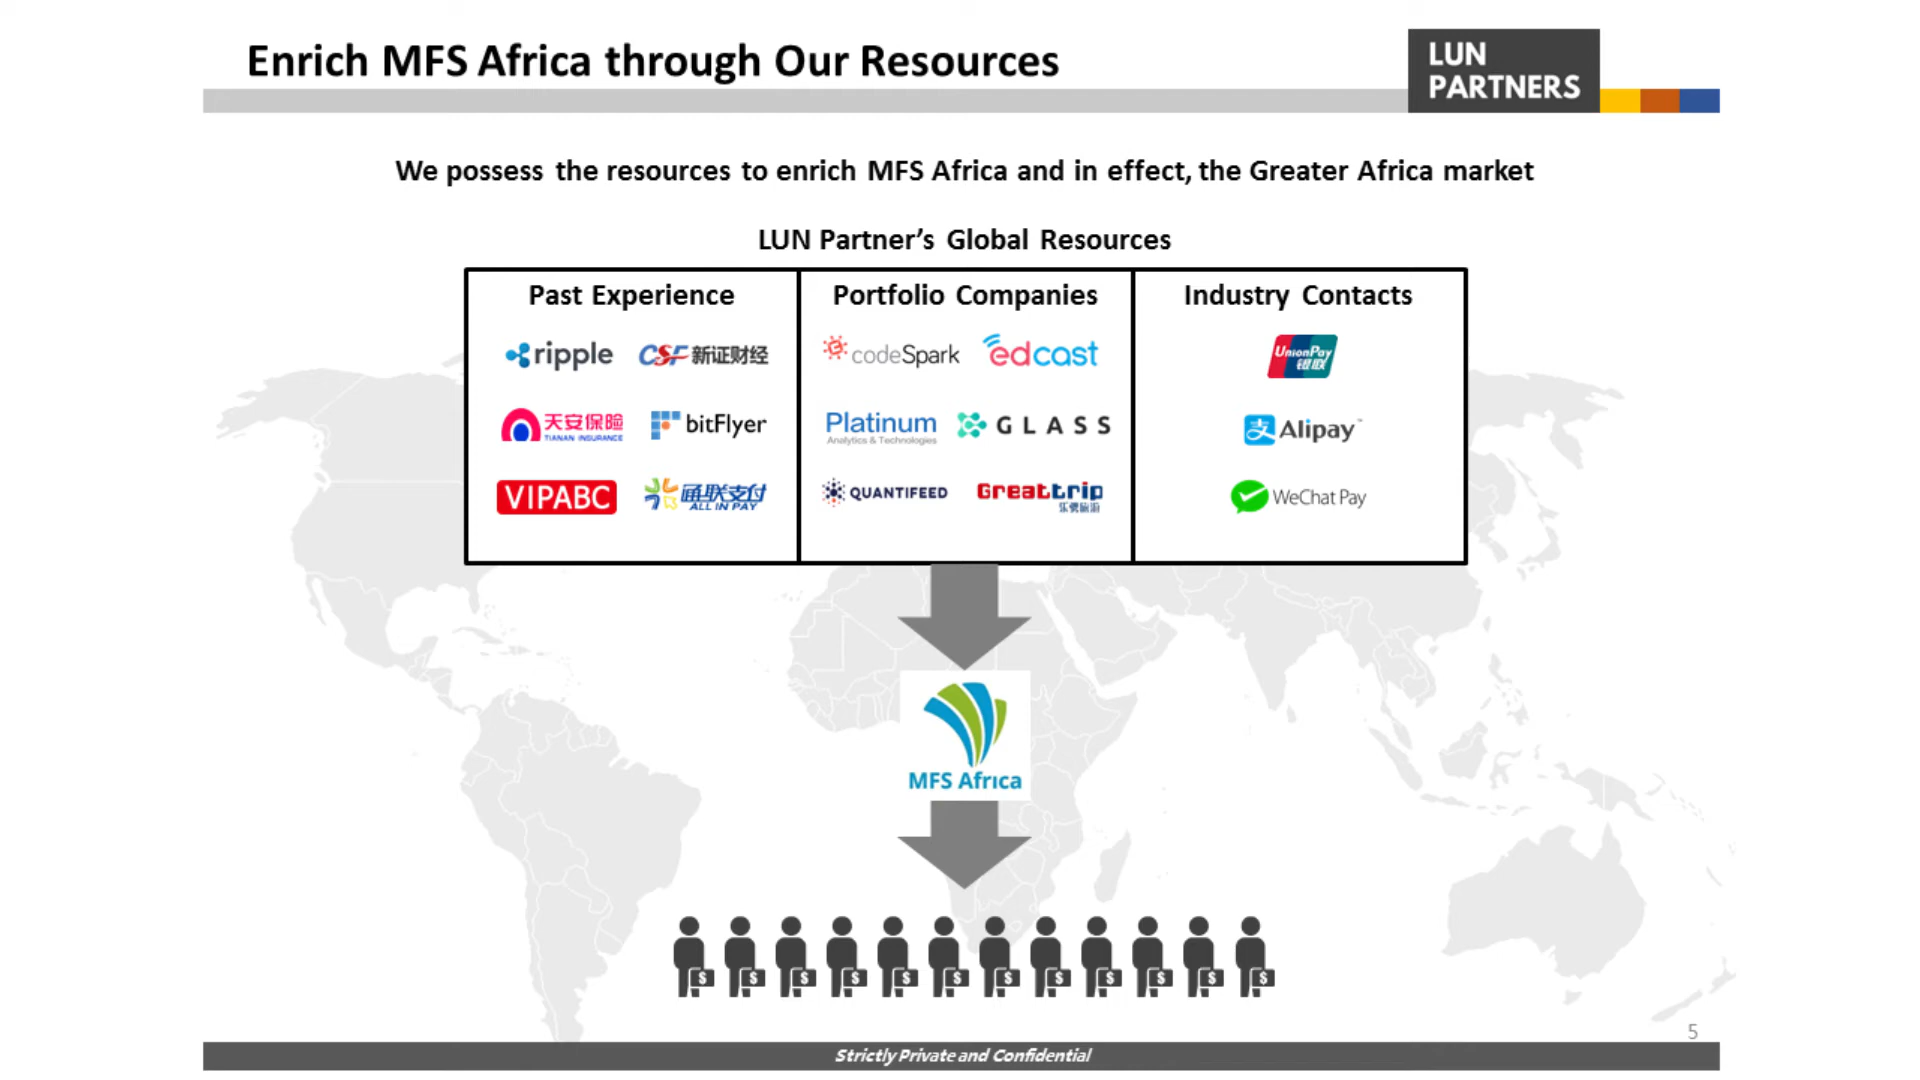 Enrich MFS Africa through Our Resources
LUN
PARTNERS
We possess the resources to enrich MFS Africa and in effect, the Greater Africa market
LUN Partner's Global Resources
Past Experience
Portfolio Companies
Industry Contacts
ripple
CSF 新证财经
codeSpark
edcast
UnionPay
银联
天安保险
TIANAN INSURANCE
bitFlyer
Platinum
Analytics & Technologies
GLASS
Alipay™
VIPABC
通联支付
ALL IN PAY
QUANTIFEED
Greattrip
WeChat Pay
MFS Africa
$ $ $ $ $ $ $ $ $ $ $ $
5
Strictly Private and Confidential